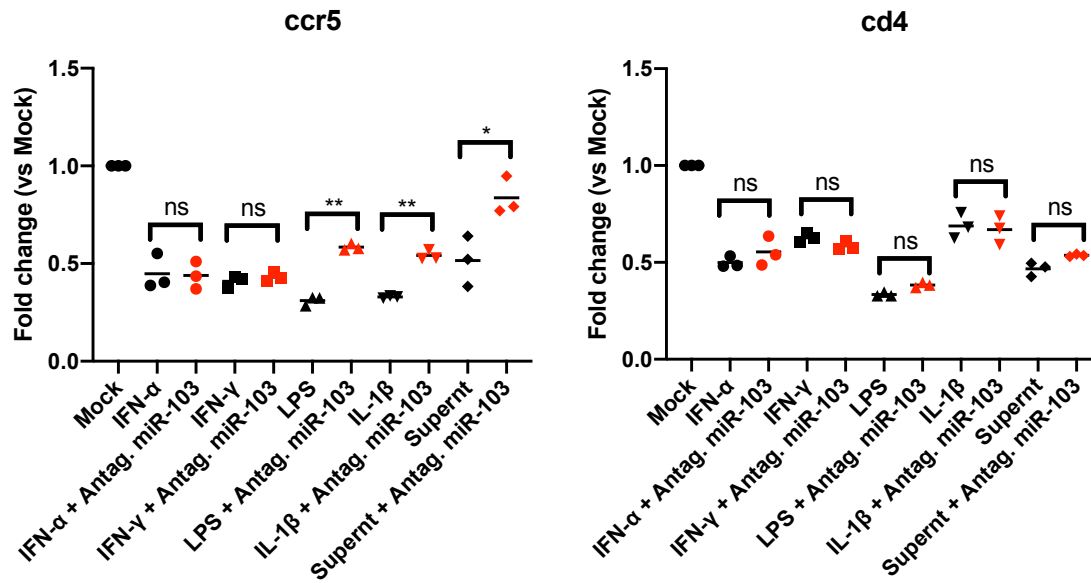 ccr5
Fold change (vs Mock)
1.5
1.0
0.5
0.0
ns
ns
**
**
*
Mock
IFN-α
IFN-α + Antag. miR-103
IFN-γ
IFN-γ + Antag. miR-103
LPS
LPS + Antag. miR-103
IL-1β
IL-1β + Antag. miR-103
Supernt
Supernt + Antag. miR-103
cd4
Fold change (vs Mock)
1.5
1.0
0.5
0.0
ns
ns
ns
ns
ns
Mock
IFN-α
IFN-α + Antag. miR-103
IFN-γ
IFN-γ + Antag. miR-103
LPS
LPS + Antag. miR-103
IL-1β
IL-1β + Antag. miR-103
Supernt
Supernt + Antag. miR-103